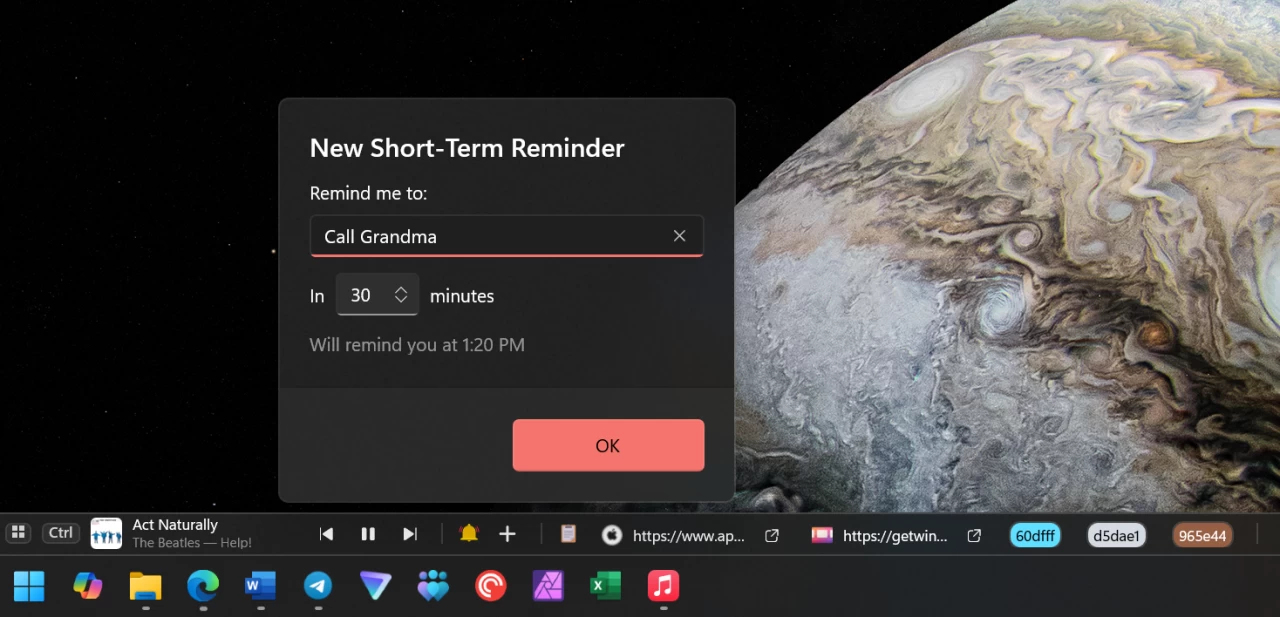 New Short-Term Reminder
Remind me to:
Call Grandma
In 30 minutes
Will remind you at 1:20 PM
OK
Ctrl
Act Naturally
The Beatles — Help!
https://www.ap...
https://getwin...
60dfff
d5dae1
965e44
W
X